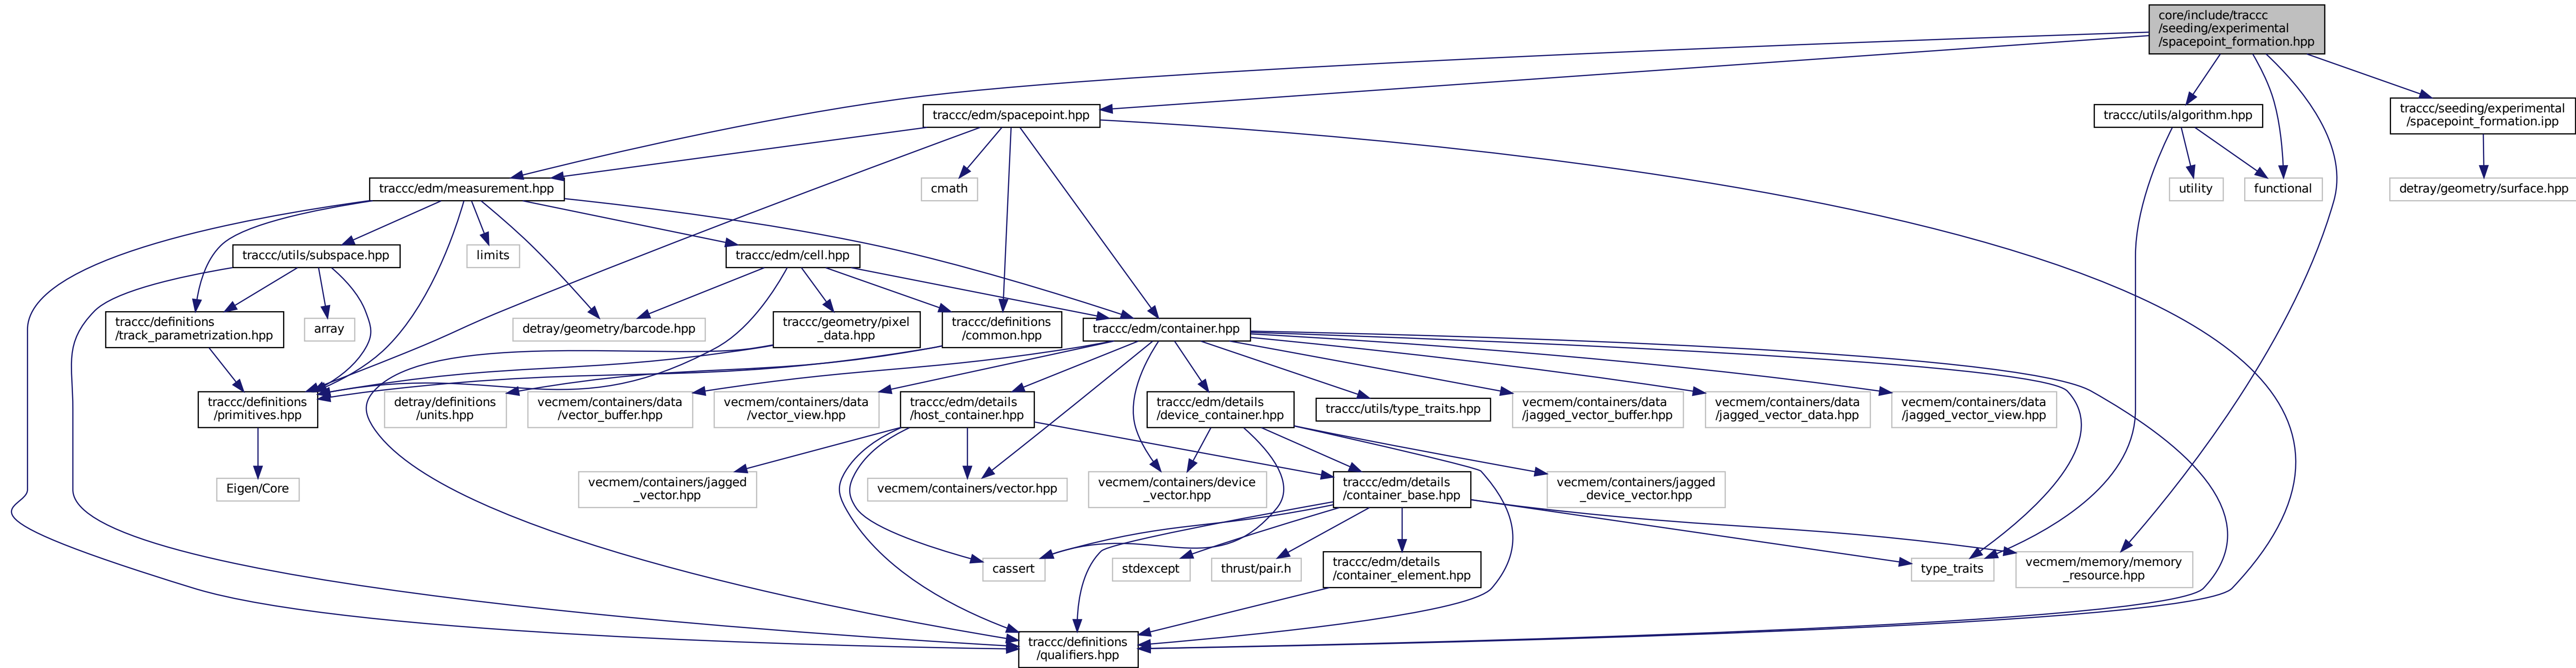 core/include/traccc
/seeding/experimental
/spacepoint_formation.hpp
traccc/edm/spacepoint.hpp
traccc/utils/algorithm.hpp
traccc/seeding/experimental
/spacepoint_formation.ipp
traccc/edm/measurement.hpp
cmath
utility
functional
detray/geometry/surface.hpp
traccc/utils/subspace.hpp
limits
traccc/edm/cell.hpp
traccc/definitions
/track_parametrization.hpp
array
detray/geometry/barcode.hpp
traccc/geometry/pixel
_data.hpp
traccc/definitions
/common.hpp
traccc/edm/container.hpp
traccc/definitions
/primitives.hpp
detray/definitions
/units.hpp
vecmem/containers/data
/vector_buffer.hpp
vecmem/containers/data
/vector_view.hpp
traccc/edm/details
/host_container.hpp
traccc/edm/details
/device_container.hpp
traccc/utils/type_traits.hpp
vecmem/containers/data
/jagged_vector_buffer.hpp
vecmem/containers/data
/jagged_vector_data.hpp
vecmem/containers/data
/jagged_vector_view.hpp
Eigen/Core
vecmem/containers/jagged
_vector.hpp
vecmem/containers/vector.hpp
vecmem/containers/device
_vector.hpp
traccc/edm/details
/container_base.hpp
vecmem/containers/jagged
_device_vector.hpp
cassert
stdexcept
thrust/pair.h
traccc/edm/details
/container_element.hpp
type_traits
vecmem/memory/memory
_resource.hpp
traccc/definitions
/qualifiers.hpp